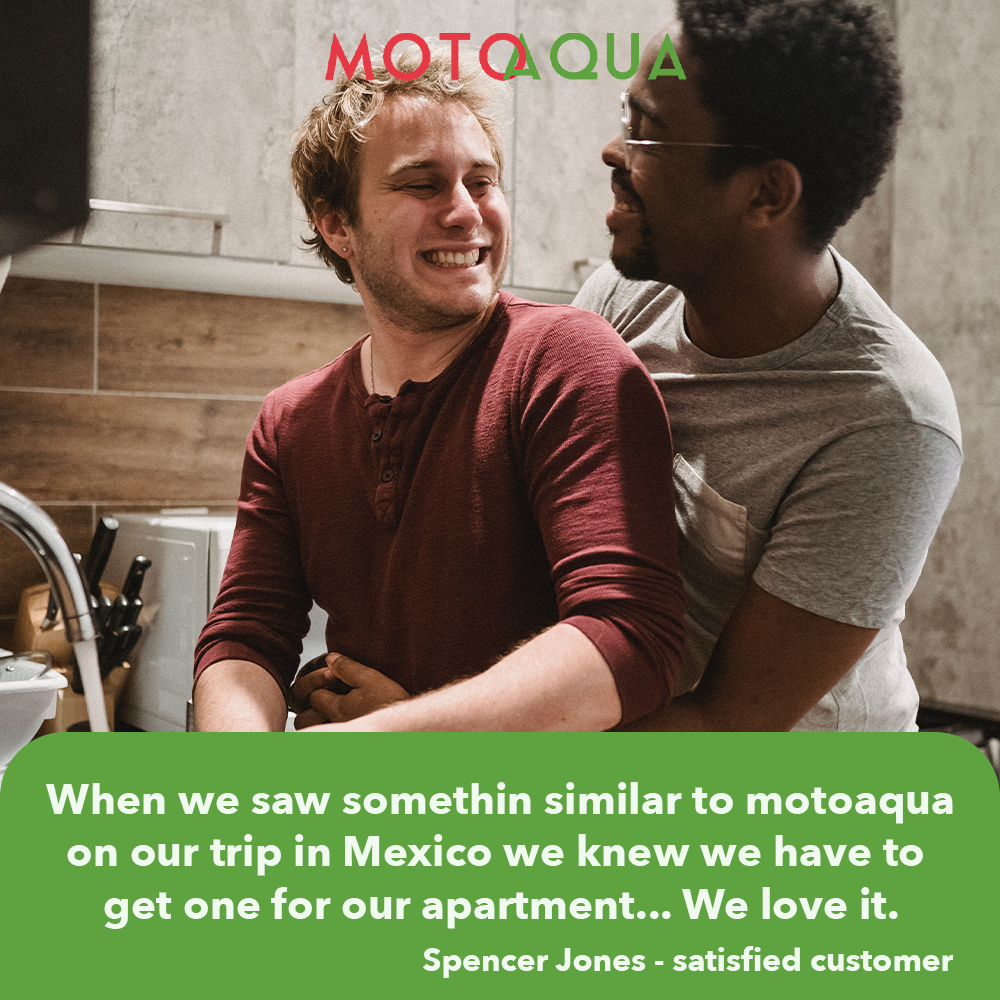 MOTOAQUA
When we saw somethin similar to motoaqua
on our trip in Mexico we knew we have to
get one for our apartment... We love it.
Spencer Jones - satisfied customer